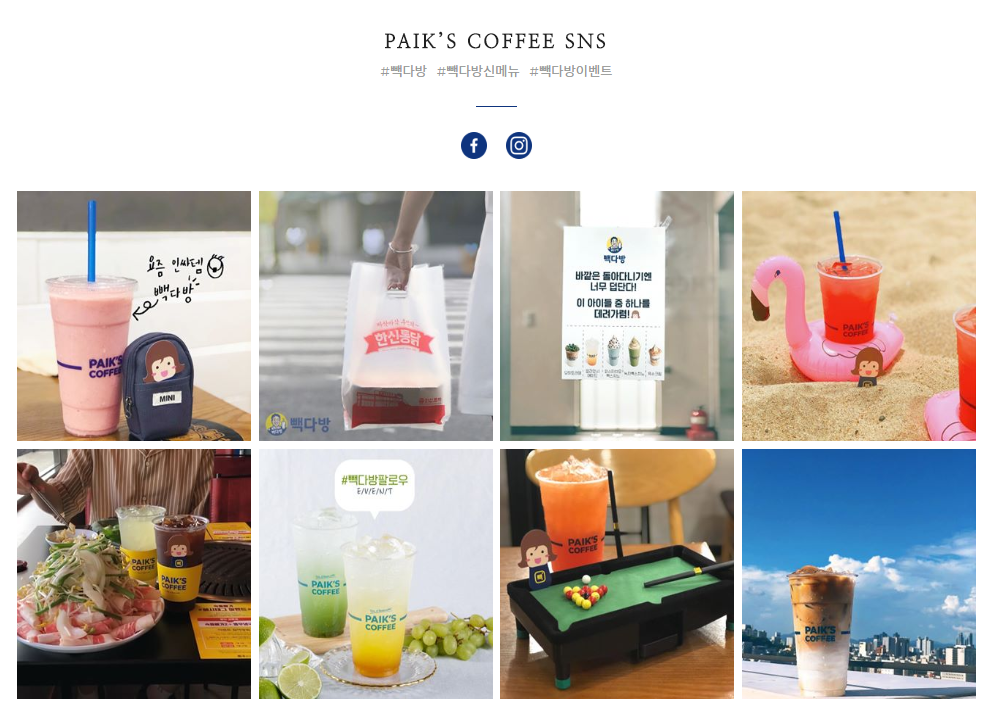 PAIK'S COFFEE SNS
#빽다방 #빽다방신메뉴 #빽다방이벤트
요즘 인싸템
빽다방
PAIK'S
COFFEE
MINI
한신통닭
빽다방
빽다방
바깥은 돌아다니기엔
너무 덥단다!
이 아이들 중 하나를
데려가렴!
PAIK'S
COFFEE
PAIK'S
COFFEE
PAIK'S
COFFEE
#빽다방팔로우
E/V/E/N/T
PAIK'S
COFFEE
PAIK'S
COFFEE
PAIK'S
COFFEE
빽
PAIK'S
COFFEE